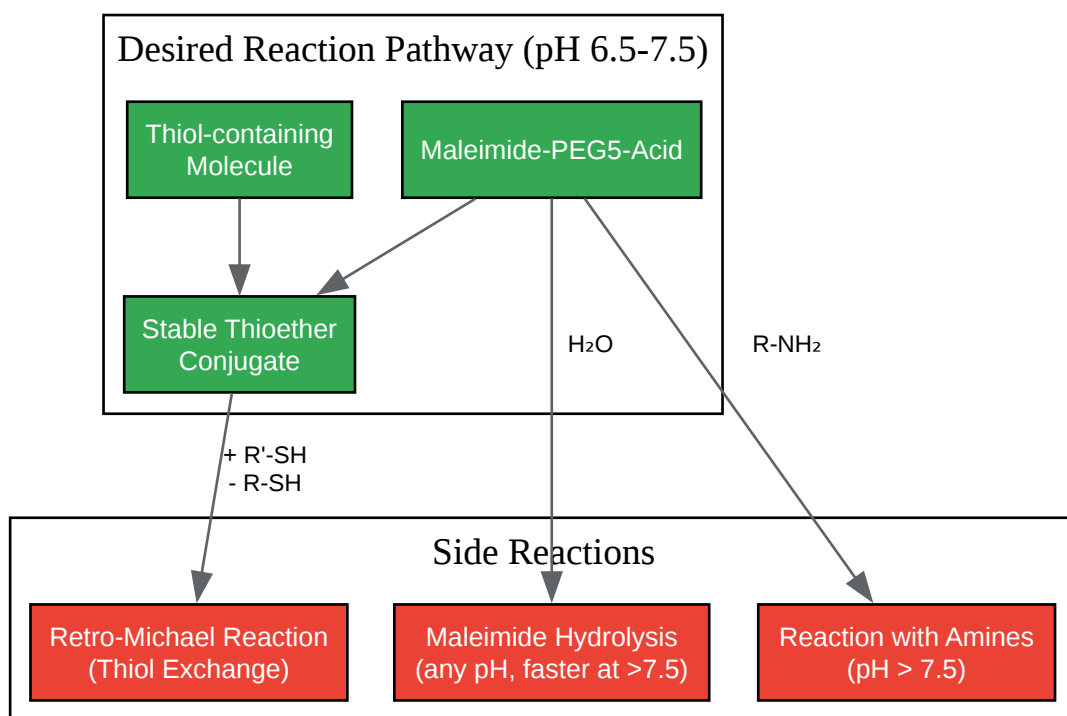 Desired Reaction Pathway (pH 6.5-7.5)
Thiol-containing
Molecule
Maleimide-PEG5-Acid
Stable Thioether
Conjugate
H₂O
R-NH₂
+ R'-SH
- R-SH
Side Reactions
Retro-Michael Reaction
(Thiol Exchange)
Maleimide Hydrolysis
(any pH, faster at >7.5)
Reaction with Amines
(pH > 7.5)